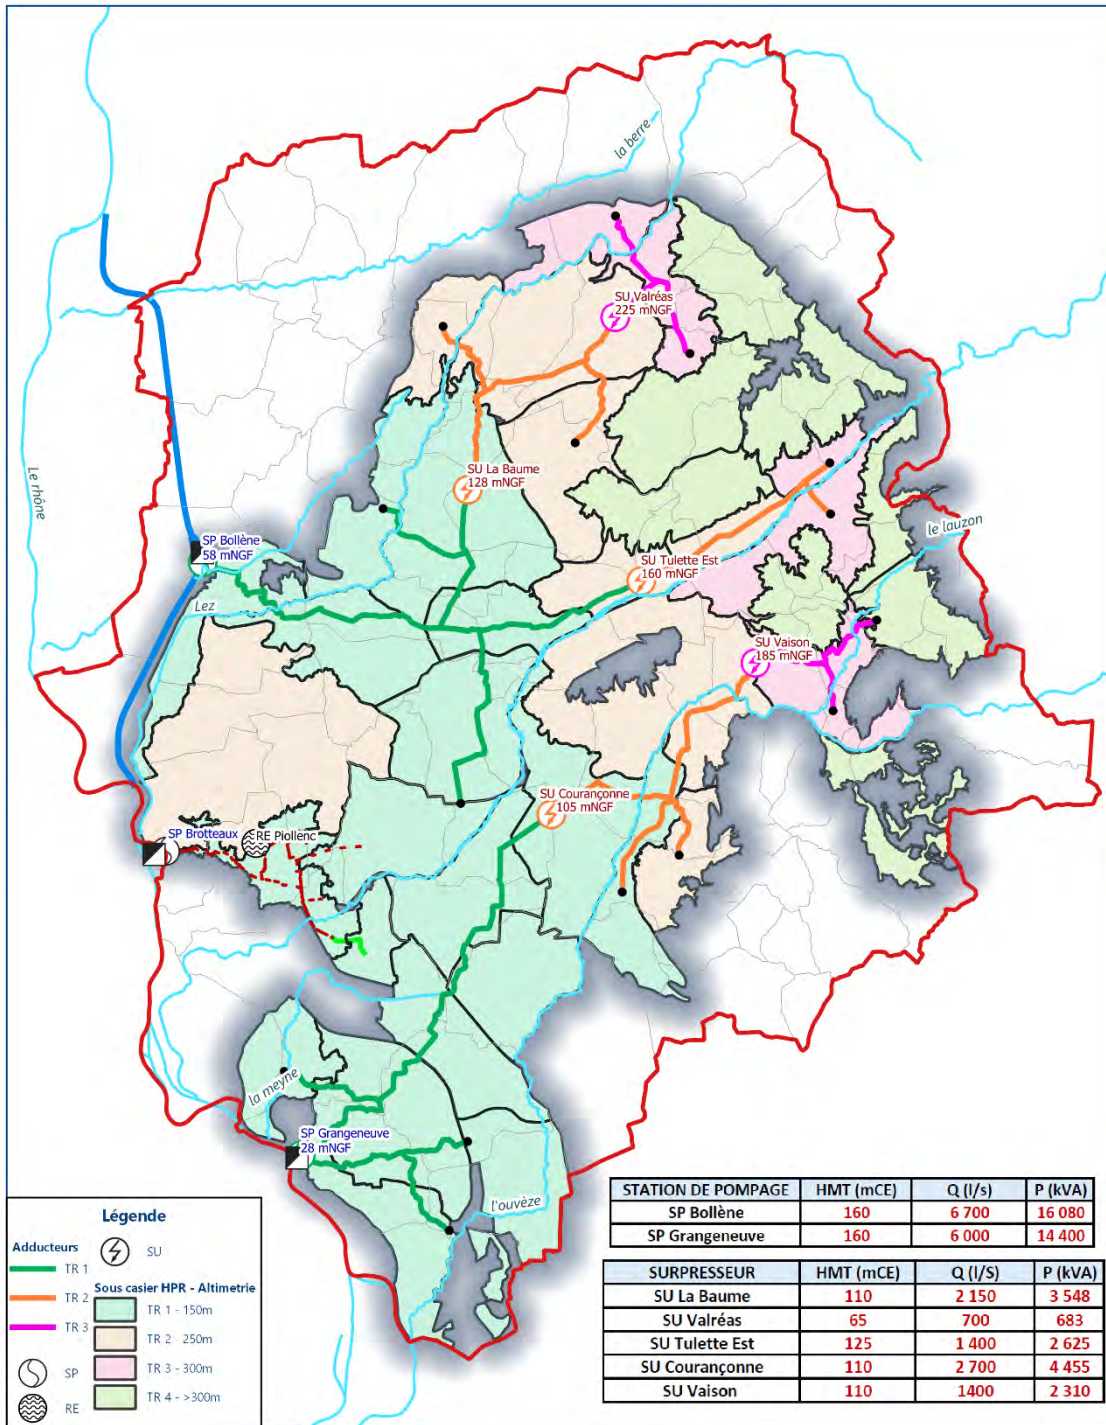 la berre
SU Valréas
225 mNGF
Le rhône
SU La Baume
128 mNGF
le lauzon
SP Bollène
58 mNGF
SU Tulette Est
160 mNGF
Lez
SU Vaison
185 mNGF
SU Courançonne
105 mNGF
SP Brotteaux
RE Piollenc
la meyne
SP Grangeneuve
28 mNGF
l'ouvèze
STATION DE POMPAGE HMT (mCE) Q (l/s) P (kVA)
SP Bollène 160 6 700 16 080
SP Grangeneuve 160 6 000 14 400
SURPRESSEUR HMT (mCE) Q (l/S) P (kVA)
SU La Baume 110 2 150 3 548
SU Valréas 65 700 683
SU Tulette Est 125 1 400 2 625
SU Courançonne 110 2 700 4 455
SU Vaison 110 1400 2 310
Légende
Adducteurs
TR 1
TR 2
TR 3
SP
RE
SU
Sous casier HPR - Altimetrie
TR 1 - 150m
TR 2 - 250m
TR 3 - 300m
TR 4 - >300m